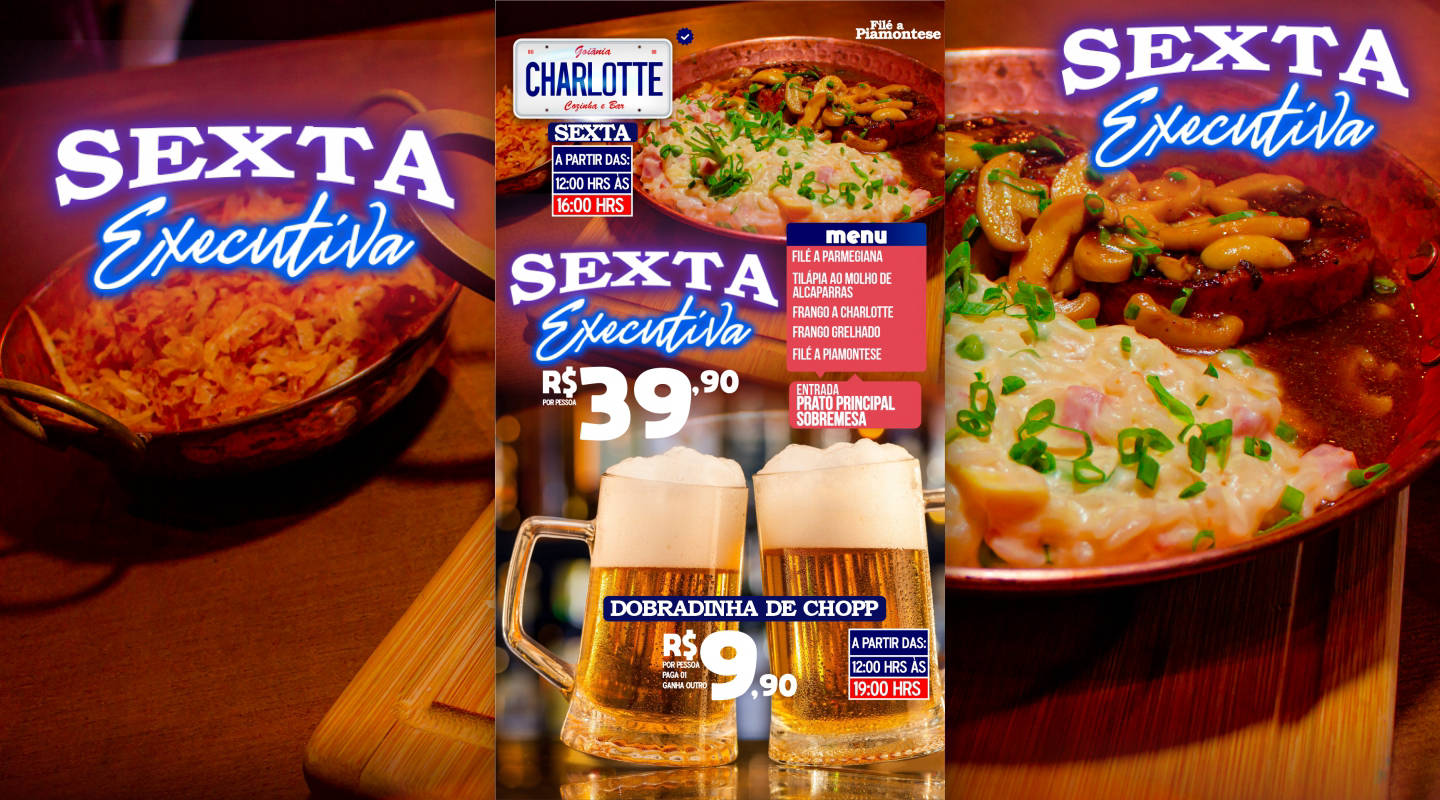 SEXTA
Executiva
Goiânia
CHARLOTTE
Cozinha e Bar
Filé a
Piamontese
SEXTA
A PARTIR DAS:
12:00 HRS ÀS
16:00 HRS
SEXTA
Executiva
R$39,90
POR PESSOA
menu
FILÉ A PARMEGIANA
TILÁPIA AO MOLHO DE
ALCAPARRAS
FRANGO A CHARLOTTE
FRANGO GRELHADO
FILÉ A PIAMONTESE
ENTRADA
PRATO PRINCIPAL
SOBREMESA
DOBRADINHA DE CHOPP
R$9,90
POR PESSOA
PAGA 01
GANHA OUTRO
A PARTIR DAS:
12:00 HRS ÀS
19:00 HRS
SEXTA
Executiva